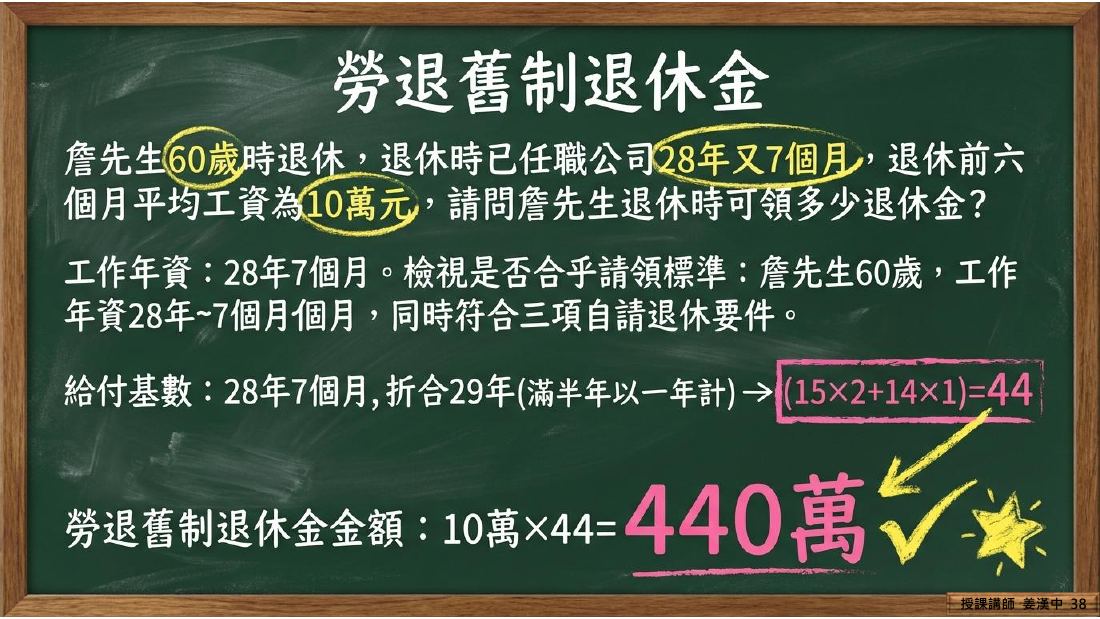 勞退舊制退休金
詹先生60歲時退休，退休時已任職公司28年又7個月，退休前六
個月平均工資為10萬元，請問詹先生退休時可領多少退休金？
工作年資：28年7個月。檢視是否合乎請領標準：詹先生60歲，工作
年資28年~7個月個月，同時符合三項自請退休要件。
給付基數：28年7個月, 折合29年(滿半年以一年計)→(15×2+14×1)=44
勞退舊制退休金金額：10萬×44=440萬
授課講師 姜漢中 38